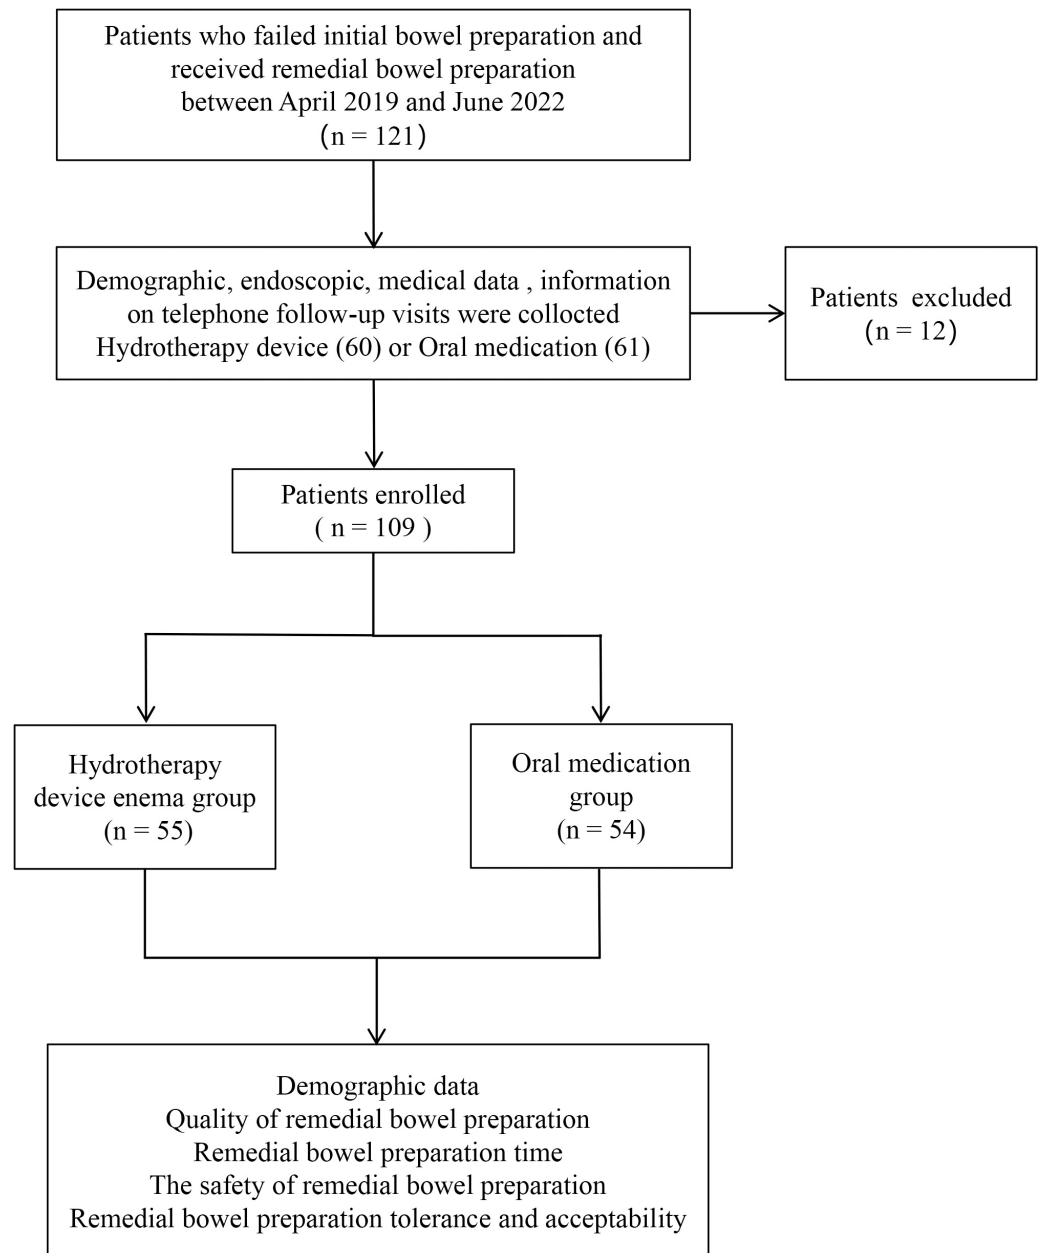 Patients who failed initial bowel preparation and
received remedial bowel preparation
between April 2019 and June 2022
(n = 121)
Demographic, endoscopic, medical data , information
on telephone follow-up visits were collocted
Hydrotherapy device (60) or Oral medication (61)
Patients excluded
(n = 12)
Patients enrolled
( n = 109 )
Hydrotherapy
device enema group
(n = 55)
Oral medication
group
(n = 54)
Demographic data
Quality of remedial bowel preparation
Remedial bowel preparation time
The safety of remedial bowel preparation
Remedial bowel preparation tolerance and acceptability